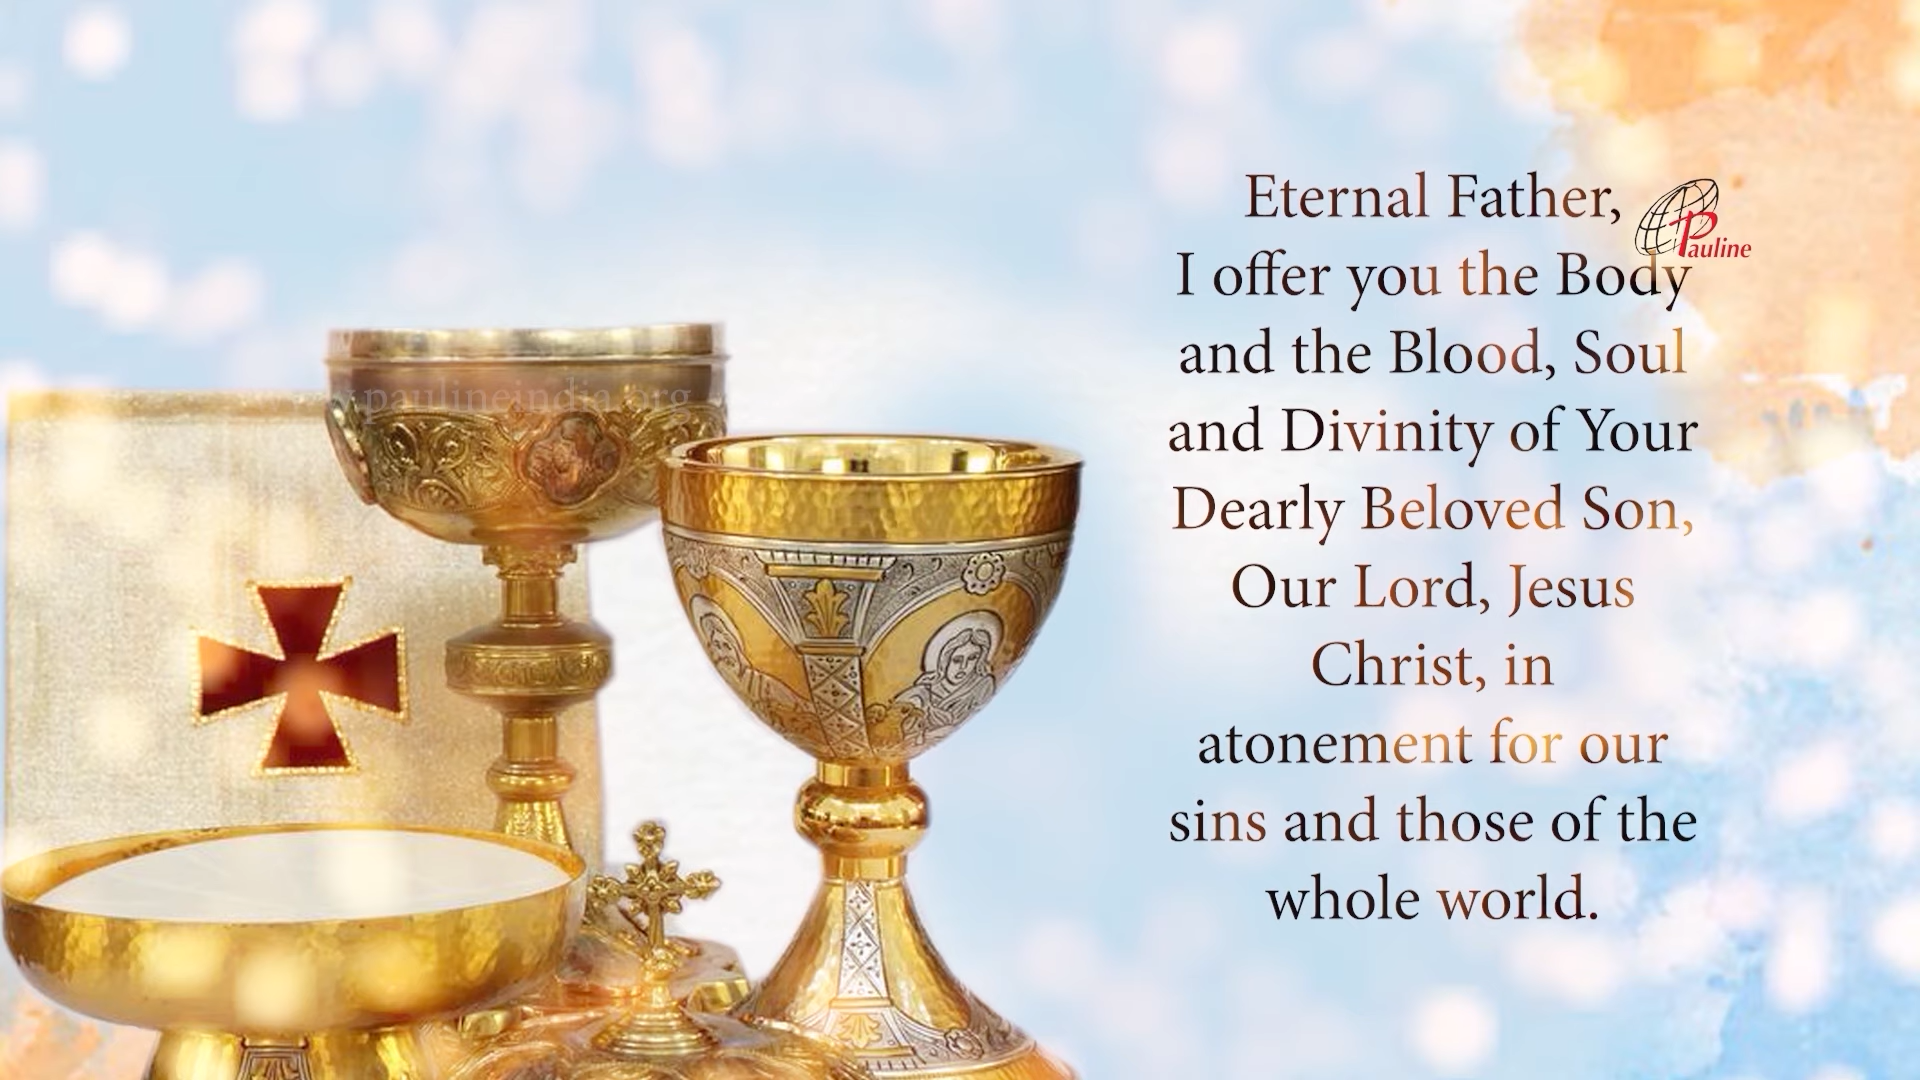 Eternal Father,
Pauline
I offer you the Body
and the Blood, Soul
and Divinity of Your
Dearly Beloved Son,
Our Lord, Jesus
Christ, in
atonement for our
sins and those of the
whole world.
paulineindia.org